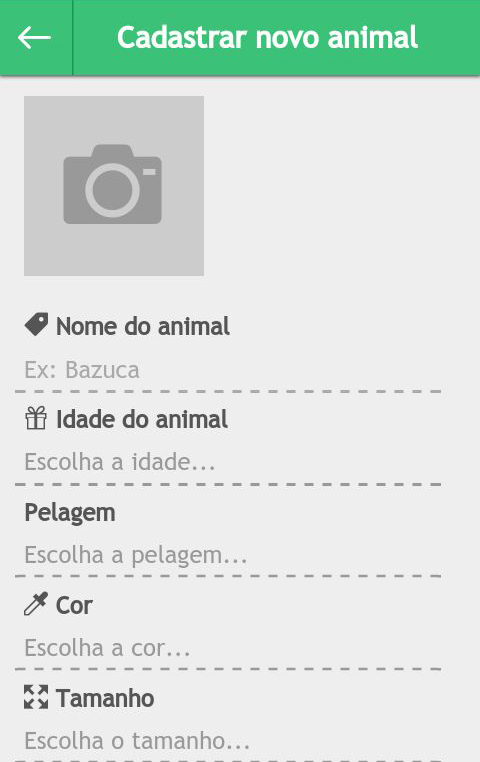 Cadastrar novo animal
Nome do animal
Ex: Bazuca
Idade do animal
Escolha a idade...
Pelagem
Escolha a pelagem...
Cor
Escolha a cor...
Tamanho
Escolha o tamanho...